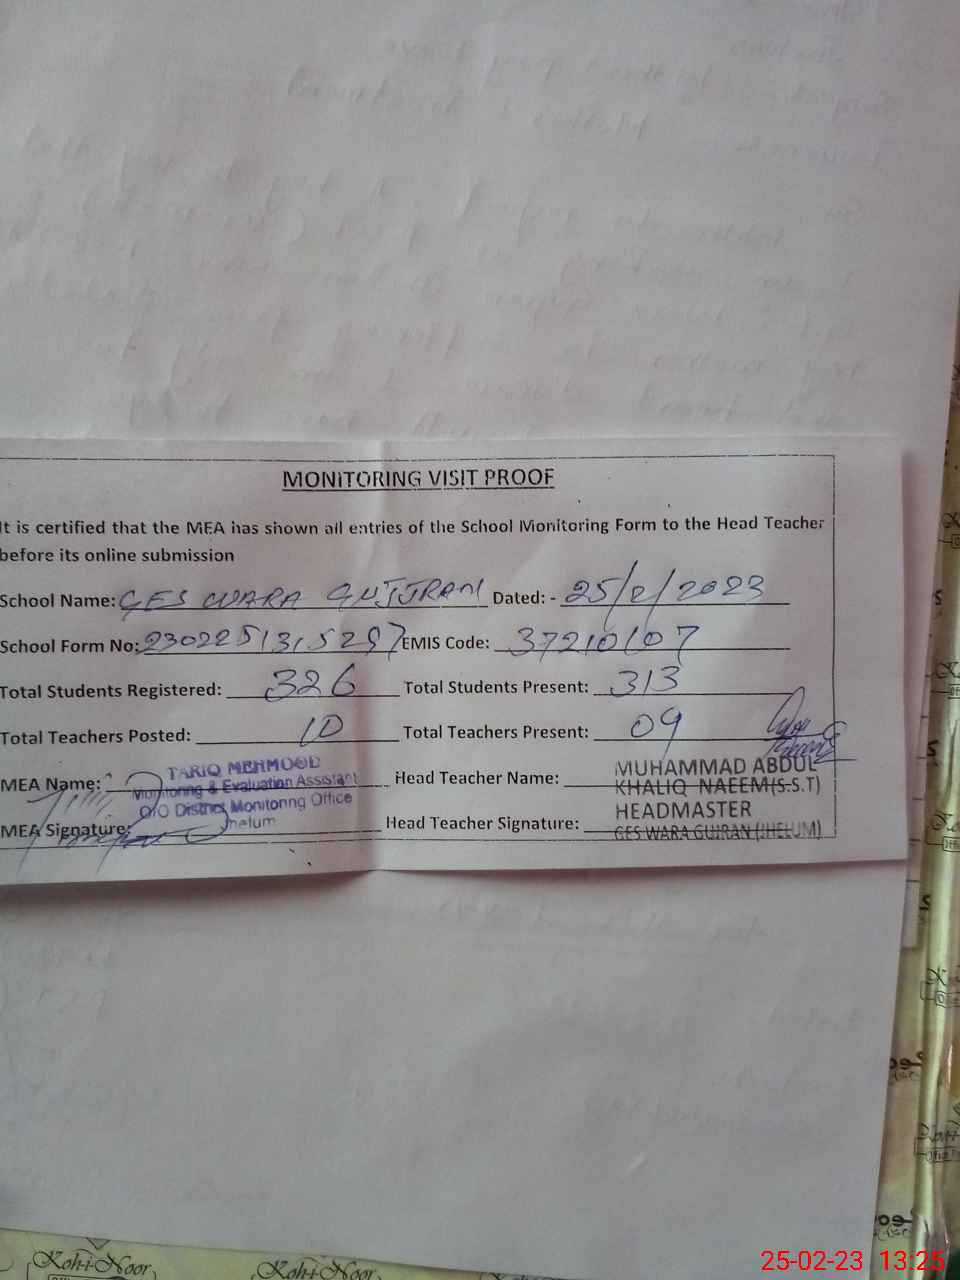 MONITORING VISIT PROOF
It is certified that the MEA has shown all entries of the School Monitoring Form to the Head Teacher
before its online submission
School Name: GES WARA GUJJRAN Dated: - 25/2/2023
School Form No: EMIS Code: 37210107
Total Students Registered: 326 Total Students Present: 313
Total Teachers Posted: 10 Total Teachers Present: 09
MEA Name: TARIQ MEHMOOD
Monitoring & Evaluation Assistant
O/O District Monitoring Office
Jhelum
Head Teacher Name: MUHAMMAD ABDUL
KHALIQ NAEEM(S.S.T)
HEADMASTER
GES WARA GUJRAN (JHELUM)
MEA Signature: Head Teacher Signature:
Koh-i-Noor
Koh-i-Noor
25-02-23 13:25